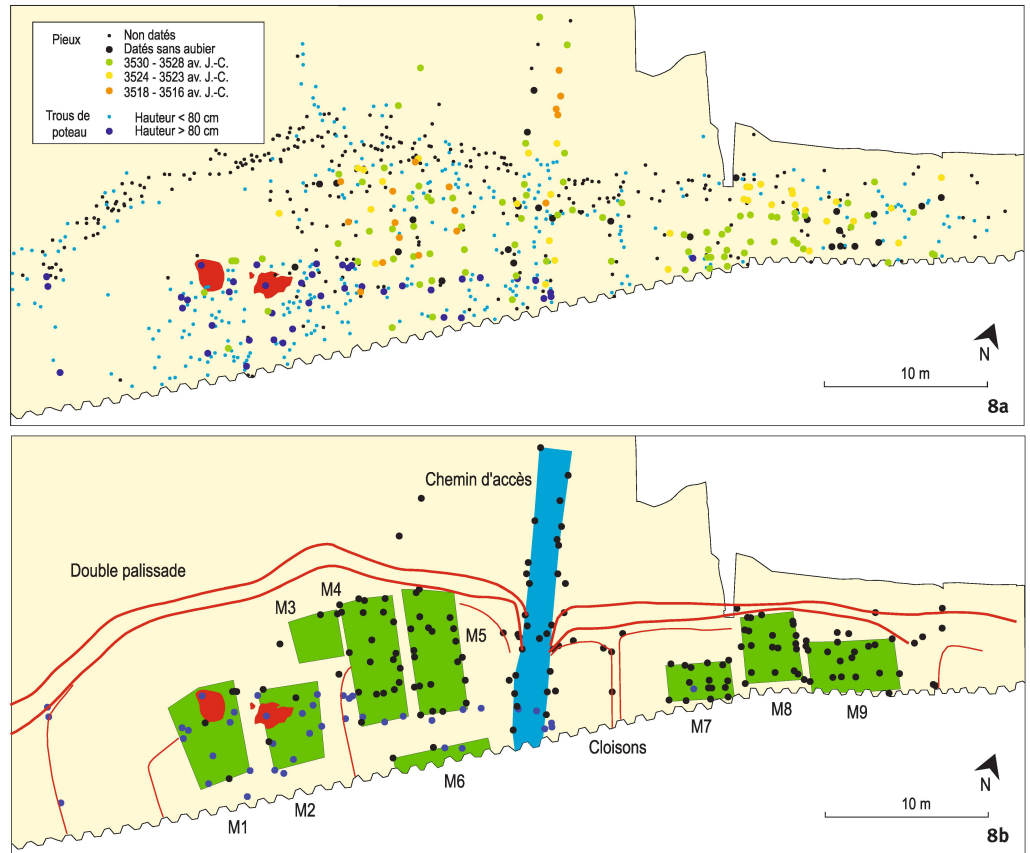 Pieux
Non datés
Datés sans aubier
3530 - 3528 av. J.-C.
3524 - 3523 av. J.-C.
3518 - 3516 av. J.-C.
Trous de
poteau
Hauteur < 80 cm
Hauteur > 80 cm
N
10 m
8a
Chemin d'accès
Double palissade
M4
M3
M5
M7
M8
M9
Cloisons
M6
M2
M1
N
10 m
8b